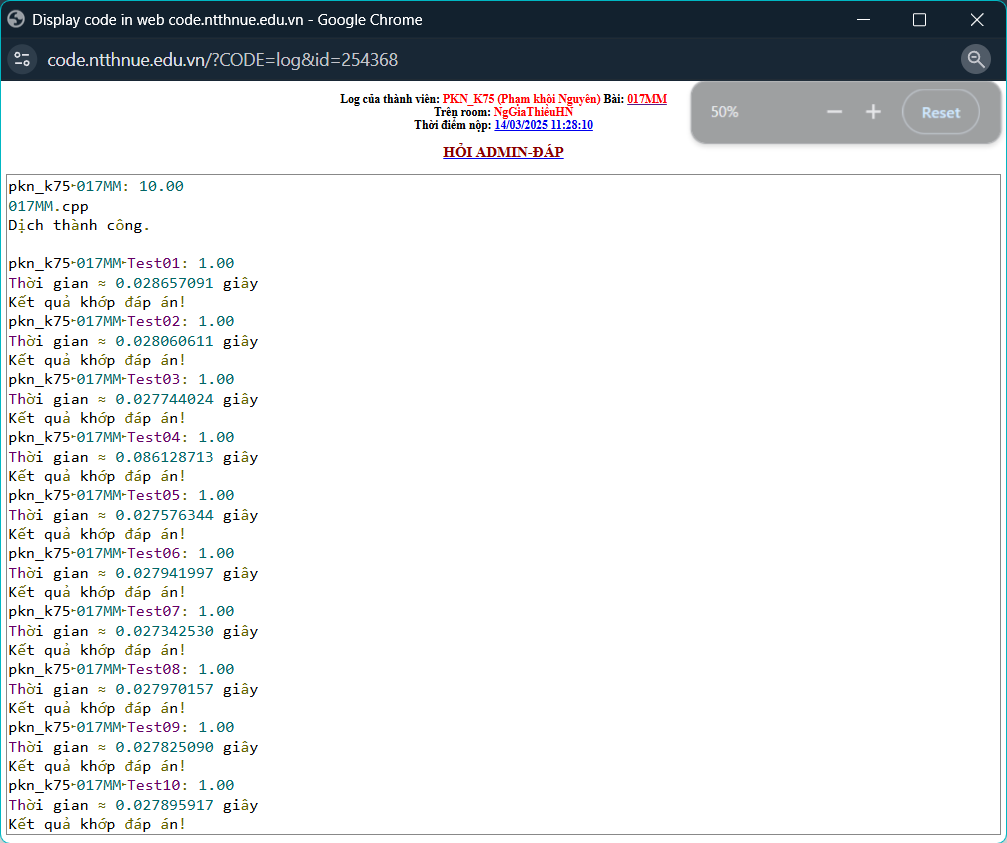 Display code in web code.ntthnue.edu.vn - Google Chrome
code.ntthnue.edu.vn/?CODE=log&id=254368
50%
Reset
Log của thành viên: PKN_K75 (Phạm khôi Nguyên) Bài: 017MM
Trên room: NgGiaThiềuHN
Thời điểm nộp: 14/03/2025 11:28:10
HỎI ADMIN-ĐÁP
pkn_k75‣017MM: 10.00
017MM.cpp
Dịch thành công.
pkn_k75‣017MM‣Test01: 1.00
Thời gian ≈ 0.028657091 giây
Kết quả khớp đáp án!
pkn_k75‣017MM‣Test02: 1.00
Thời gian ≈ 0.028060611 giây
Kết quả khớp đáp án!
pkn_k75‣017MM‣Test03: 1.00
Thời gian ≈ 0.027744024 giây
Kết quả khớp đáp án!
pkn_k75‣017MM‣Test04: 1.00
Thời gian ≈ 0.086128713 giây
Kết quả khớp đáp án!
pkn_k75‣017MM‣Test05: 1.00
Thời gian ≈ 0.027576344 giây
Kết quả khớp đáp án!
pkn_k75‣017MM‣Test06: 1.00
Thời gian ≈ 0.027941997 giây
Kết quả khớp đáp án!
pkn_k75‣017MM‣Test07: 1.00
Thời gian ≈ 0.027342530 giây
Kết quả khớp đáp án!
pkn_k75‣017MM‣Test08: 1.00
Thời gian ≈ 0.027970157 giây
Kết quả khớp đáp án!
pkn_k75‣017MM‣Test09: 1.00
Thời gian ≈ 0.027825090 giây
Kết quả khớp đáp án!
pkn_k75‣017MM‣Test10: 1.00
Thời gian ≈ 0.027895917 giây
Kết quả khớp đáp án!